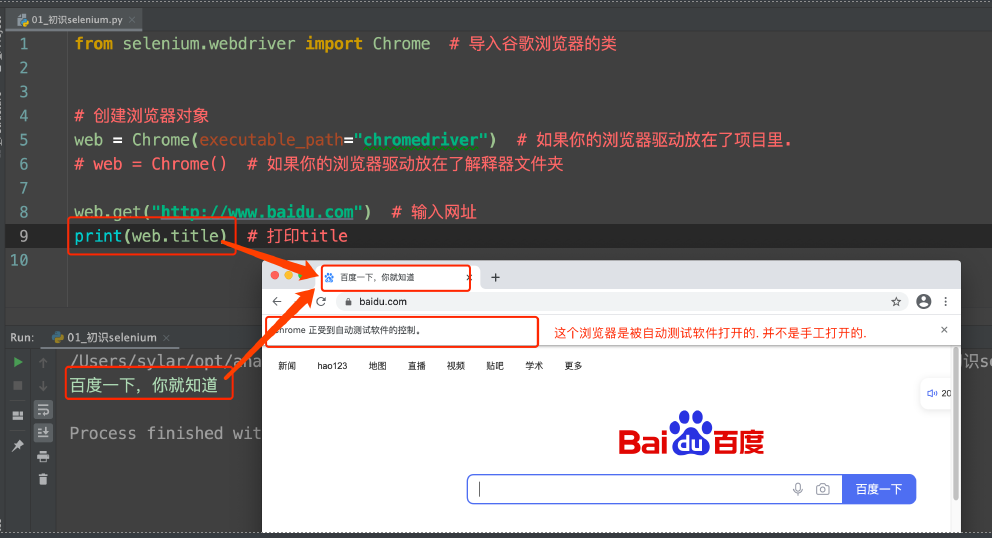 01_初识selenium.py
1 from selenium.webdriver import Chrome # 导入谷歌浏览器的类
2
3
4 # 创建浏览器对象
5 web = Chrome(executable_path="chromedriver") # 如果你的浏览器驱动放在了项目里.
6 # web = Chrome() # 如果你的浏览器驱动放在了解释器文件夹
7
8 web.get("http://www.baidu.com") # 输入网址
9 print(web.title) # 打印title
10
百度一下，你就知道
baidu.com
Chrome 正受到自动测试软件的控制。
这个浏览器是被自动测试软件打开的. 并不是手工打开的.
Run: 01_初识selenium
/Users/sylar/opt/ana
百度一下，你就知道
Process finished wit
新闻 hao123 地图 直播 视频 贴吧 学术 更多
20
Bai du 百度
百度一下